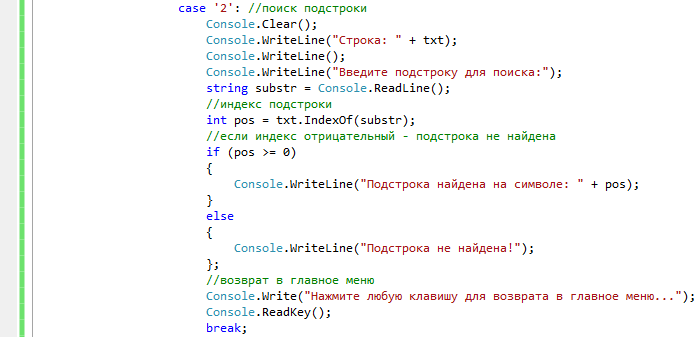 case '2': //поиск подстроки
Console.Clear();
Console.WriteLine("Строка: " + txt);
Console.WriteLine();
Console.WriteLine("Введите подстроку для поиска:");
string substr = Console.ReadLine();
//индекс подстроки
int pos = txt.IndexOf(substr);
//если индекс отрицательный - подстрока не найдена
if (pos >= 0)
{
Console.WriteLine("Подстрока найдена на символе: " + pos);
}
else
{
Console.WriteLine("Подстрока не найдена!");
};
//возврат в главное меню
Console.Write("Нажмите любую клавишу для возврата в главное меню...");
Console.ReadKey();
break;